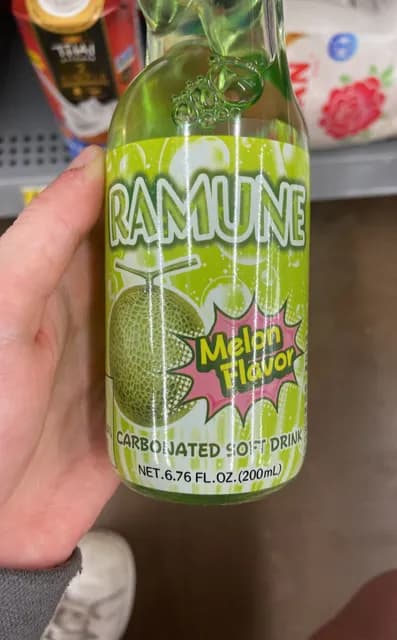 RAMUNE
Melon
Flavor
CARBONATED SOFT DRINK
NET.6.76 FL.OZ.(200mL)